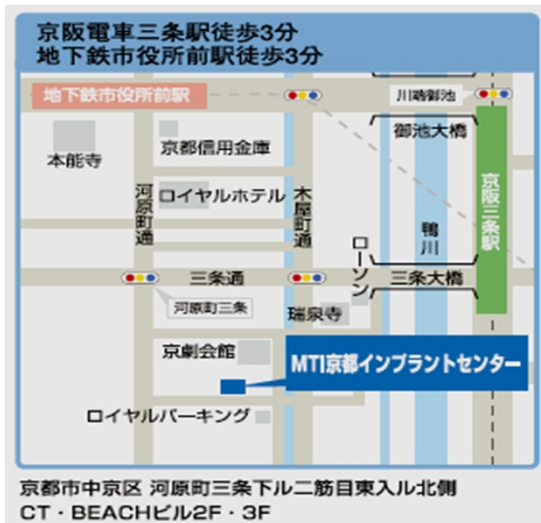 京阪電車三条駅徒歩3分
地下鉄市役所前駅徒歩3分
地下鉄市役所前駅
川端御池
御池大橋
本能寺
京都信用金庫
京阪三条駅
河原町通
ロイヤルホテル
木屋町通
鴨川
ローソン
三条通
三条大橋
河原町三条
瑞泉寺
京劇会館
MTI京都インプラントセンター
ロイヤルパーキング
京都市中京区 河原町三条下ル二筋目東入ル北側
CT・BEACHビル2F・3F